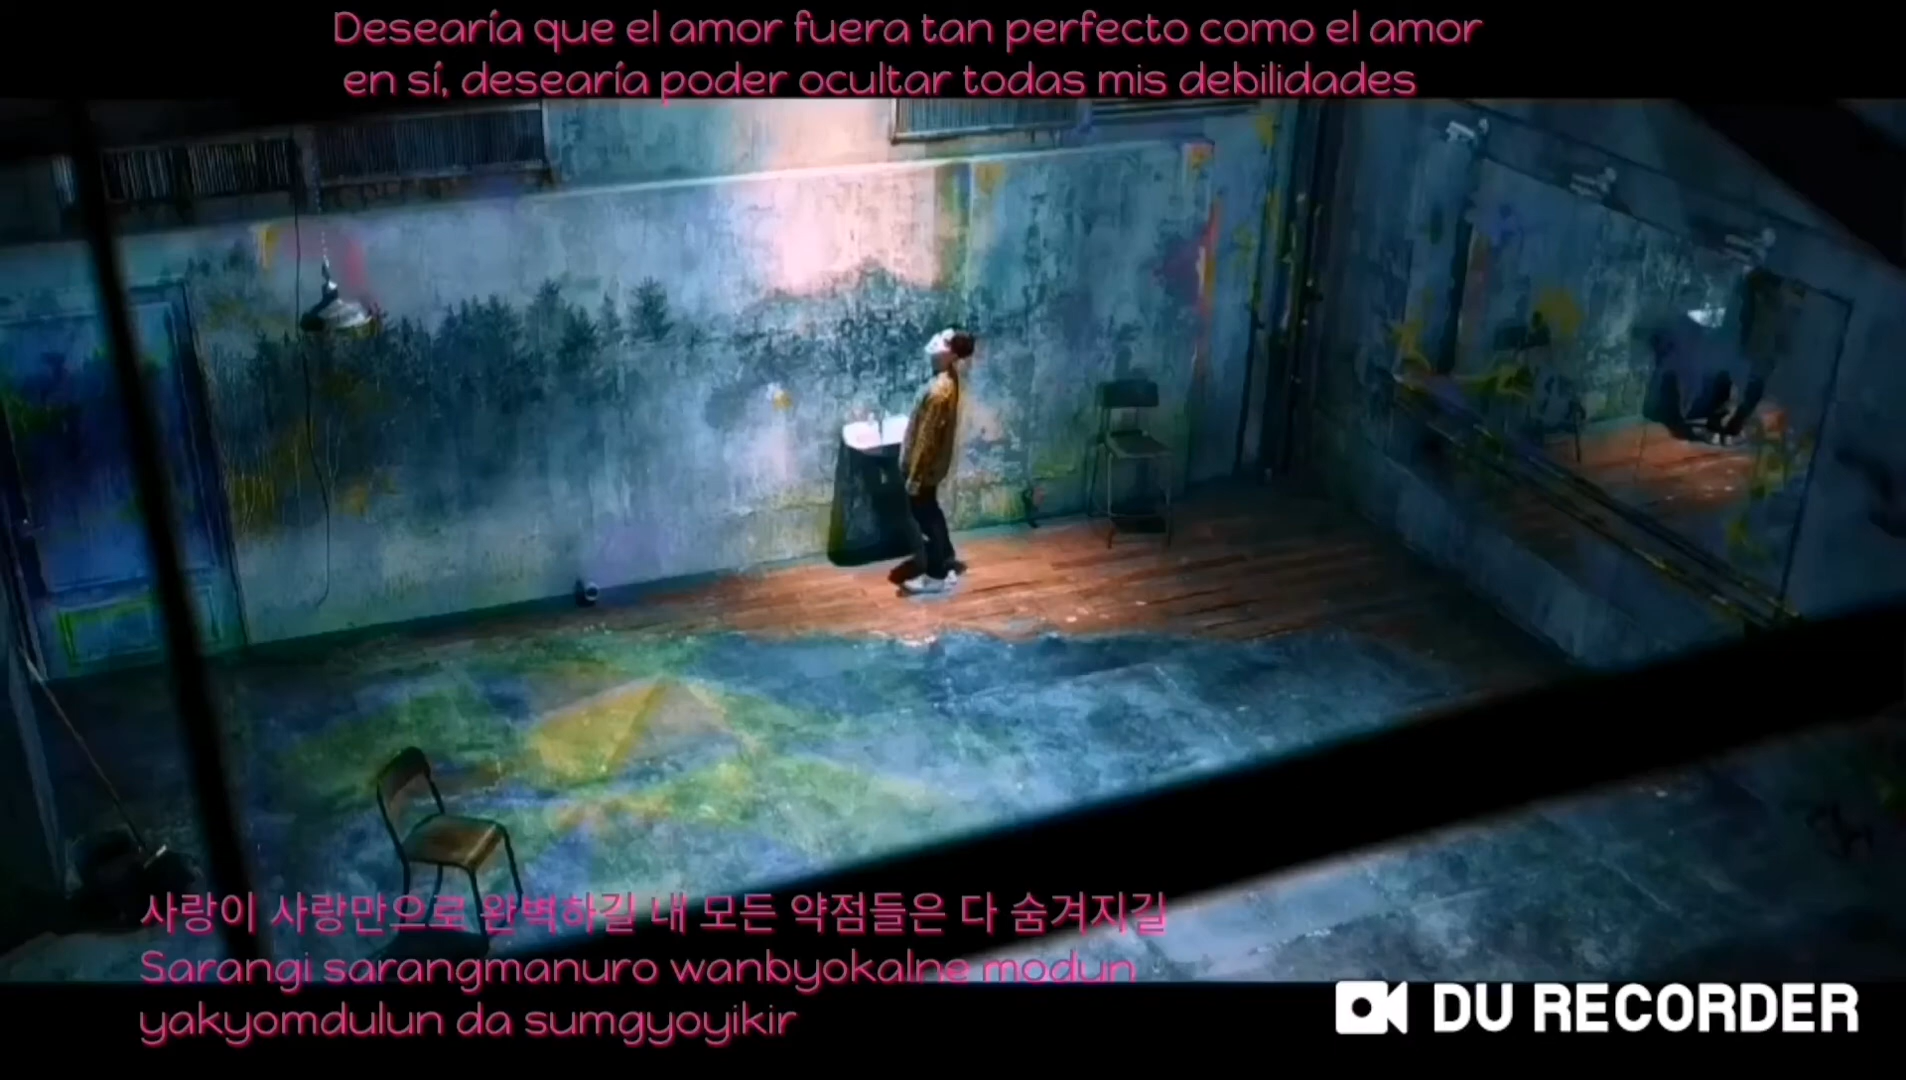 Desearía que el amor fuera tan perfecto como el amor
en sí, desearía poder ocultar todas mis debilidades
사랑이 사랑만으로 완벽하길 내 모든 약점들은 다 숨겨지길
Sarangi sarangmanuro wanbyokalne modun
yakyomdulun da sumgyoyikir
DU RECORDER